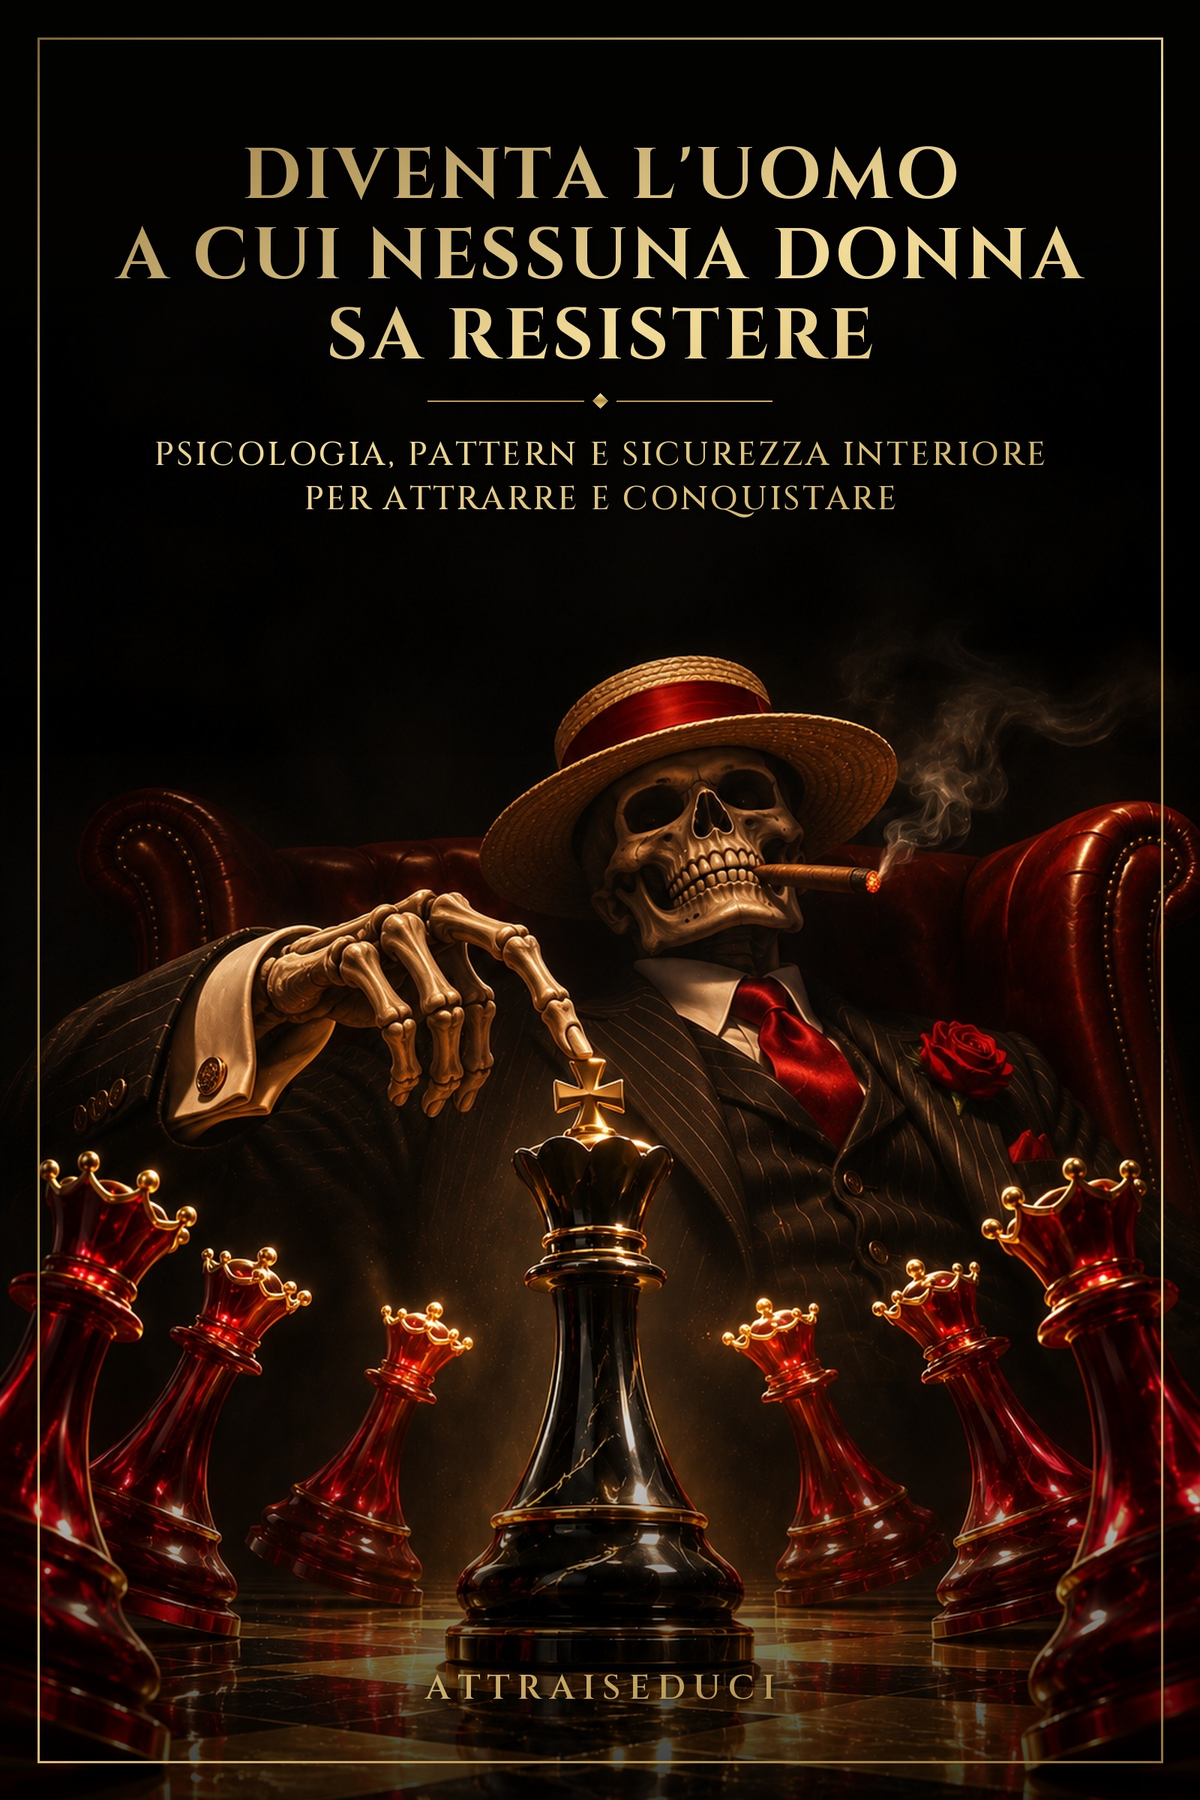 DIVENTA L'UOMO
A CUI NESSUNA DONNA
SA RESISTERE
PSICOLOGIA, PATTERN E SICUREZZA INTERIORE
PER ATTRARRE E CONQUISTARE
ATTRAISEDUCI